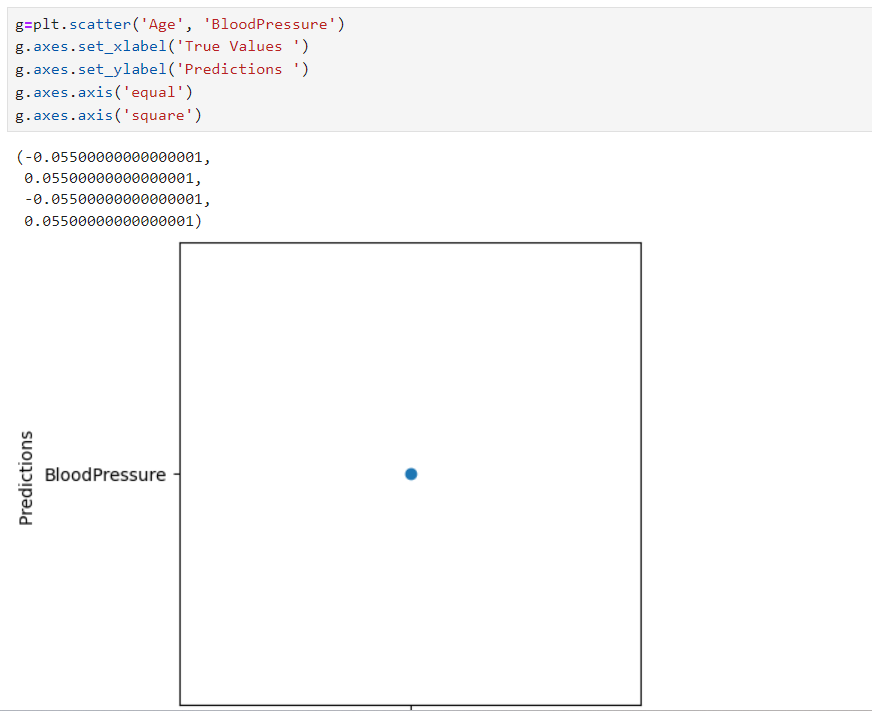 g=plt.scatter('Age', 'BloodPressure')
g.axes.set_xlabel('True Values ')
g.axes.set_ylabel('Predictions ')
g.axes.axis('equal')
g.axes.axis('square')
(-0.05500000000000001,
0.05500000000000001,
-0.05500000000000001,
0.05500000000000001)
Predictions
BloodPressure